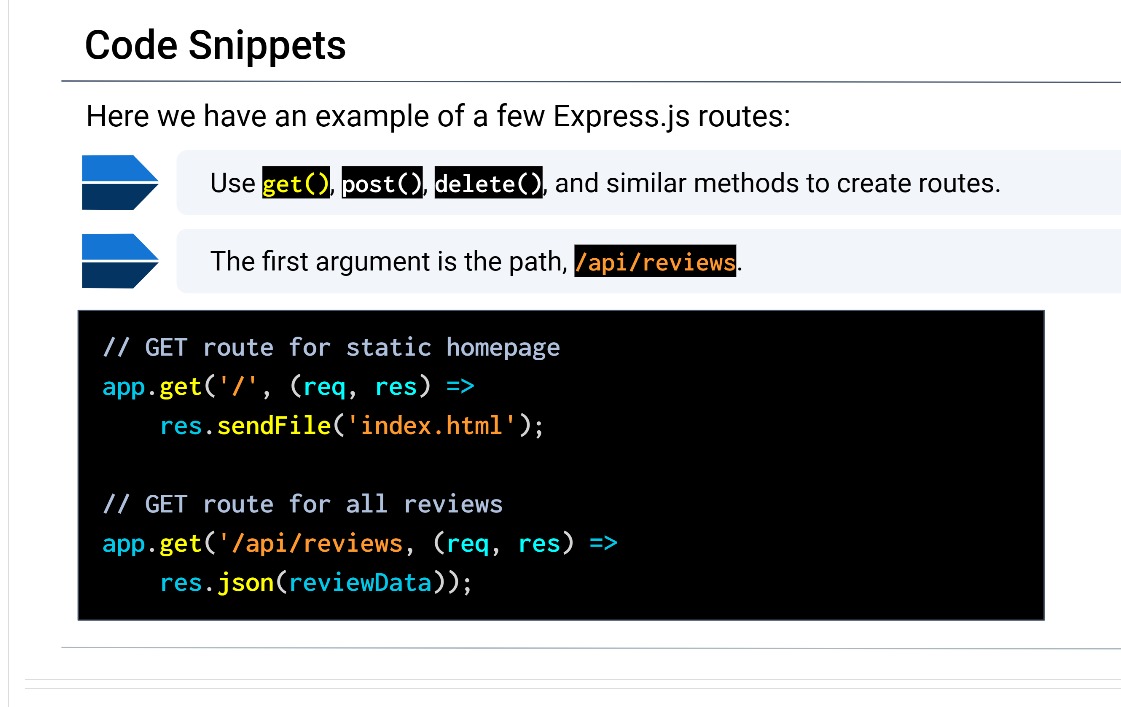 Code Snippets
Here we have an example of a few Express.js routes:
Use get(), post(), delete(), and similar methods to create routes.
The first argument is the path, /api/reviews.
// GET route for static homepage
app.get('/', (req, res) =>
    res.sendFile('index.html');
// GET route for all reviews
app.get('/api/reviews, (req, res) =>
    res.json(reviewData));